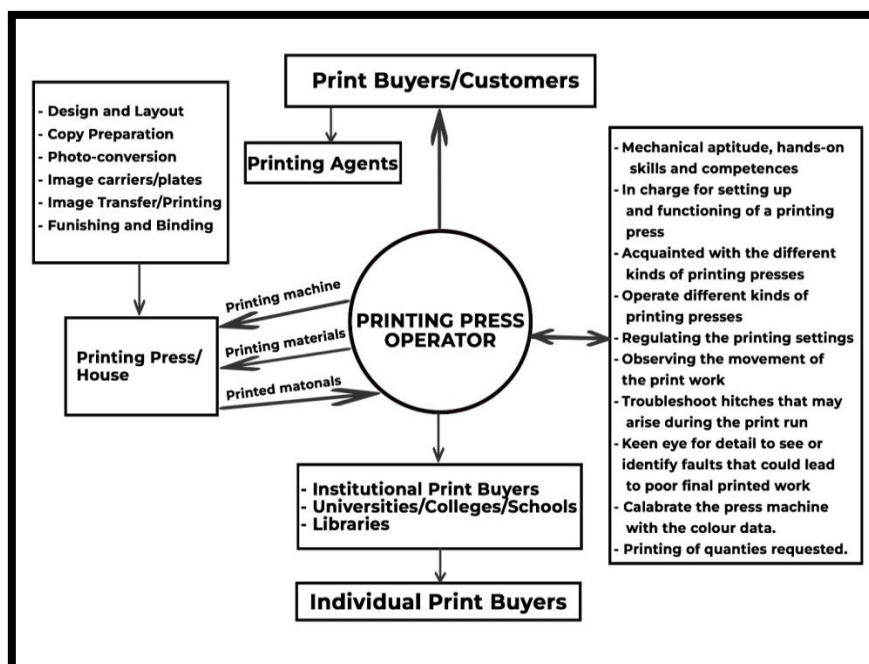 Print Buyers/Customers
Printing Agents
- Design and Layout
- Copy Preparation
- Photo-conversion
- Image carriers/plates
- Image Transfer/Printing
- Funishing and Binding
Printing machine
Printing materials
Printed matonals
Printing Press/
House
PRINTING PRESS
OPERATOR
- Mechanical aptitude, hands-on
skills and competences
- In charge for setting up
and functioning of a printing
press
- Acquainted with the different
kinds of printing presses
- Operate different kinds of
printing presses
- Regulating the printing settings
- Observing the movement of
the print work
- Troubleshoot hitches that may
arise during the print run
- Keen eye for detail to see or
identify faults that could lead
to poor final printed work
- Calabrate the press machine
with the colour data.
- Printing of quanties requested.
- Institutional Print Buyers
- Universities/Colleges/Schools
- Libraries
Individual Print Buyers